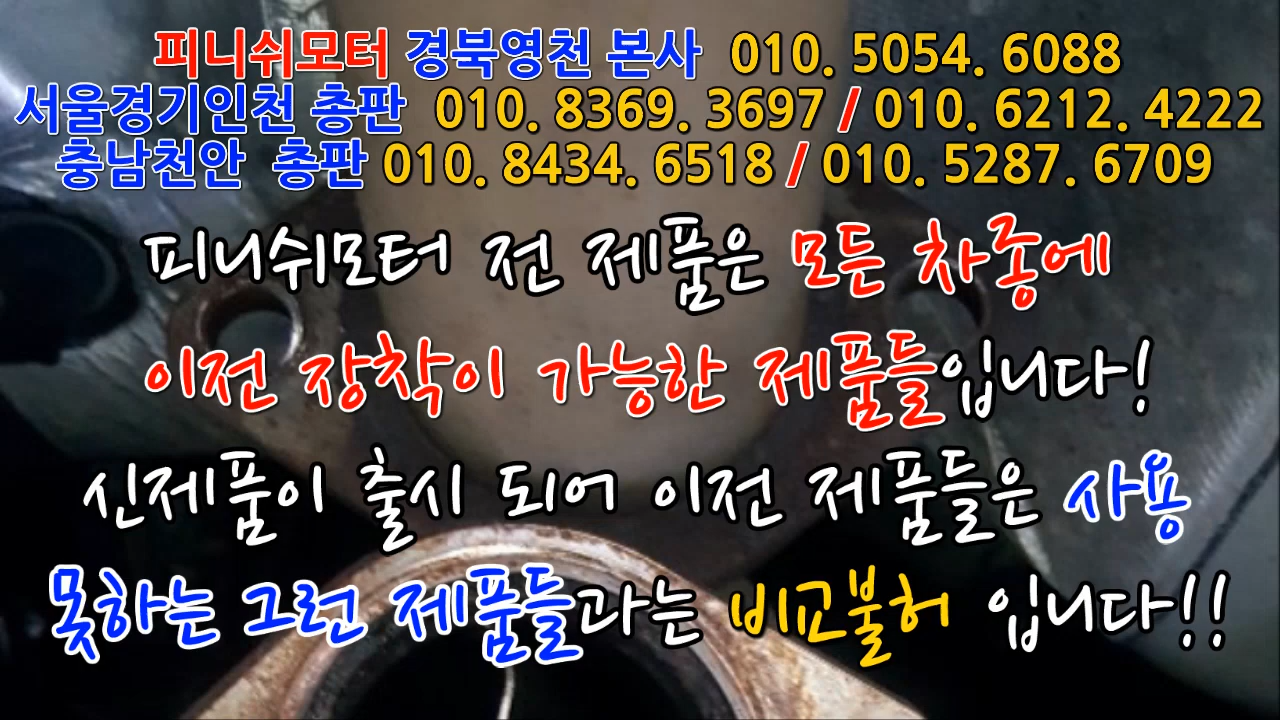 피니쉬모터 경북영천 본사 010. 5054. 6088
서울경기인천 총판 010. 8369. 3697 / 010. 6212. 4222
충남천안 총판 010. 8434. 6518 / 010. 5287. 6709
피니쉬모터 전 제품은 모든 차종에
이전 장착이 가능한 제품들입니다!
신제품이 출시 되어 이전 제품들은 사용
못하는 그런 제품들과는 비교불허 입니다!!